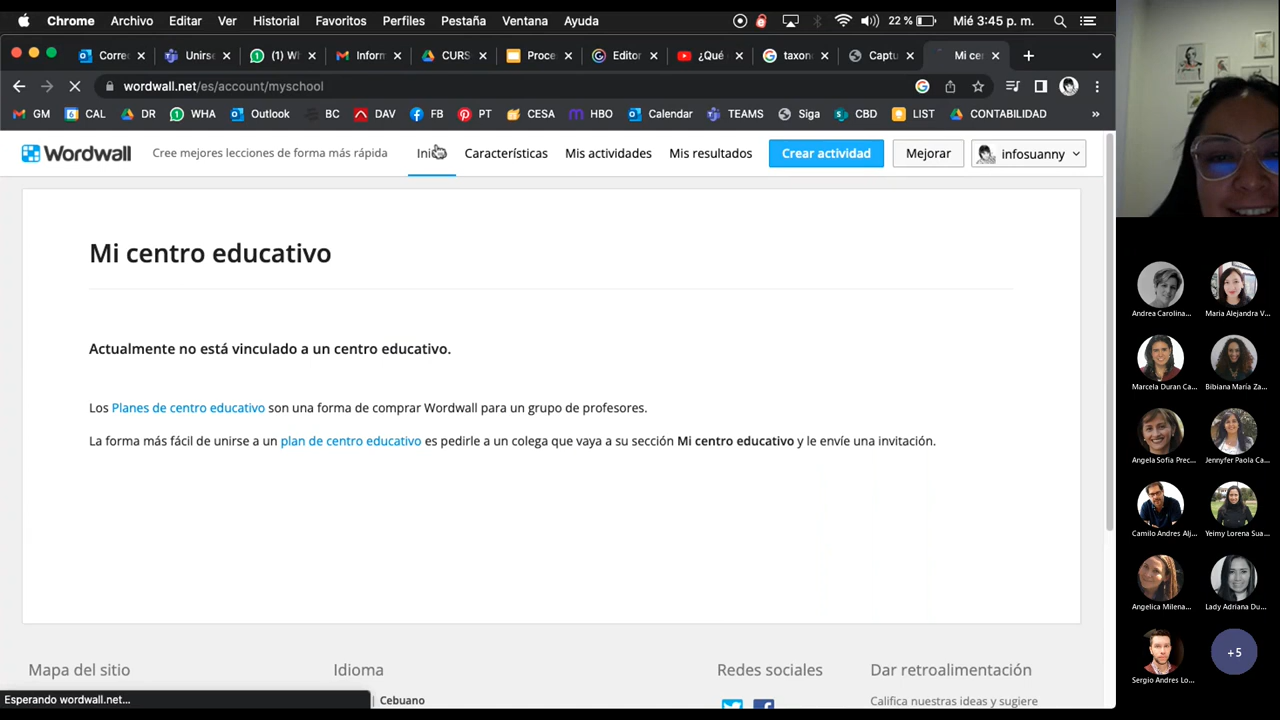 Chrome Archivo Editar Ver Historial Favoritos Perfiles Pestaña Ventana Ayuda 22 % Mié 3:45 p. m.
Corre Unirse (1) W Inform CURS Proce Editor ¿Qué taxon Captu Mi ce
wordwall.net/es/account/myschool
GM CAL DR WHA Outlook BC DAV FB PT CESA HBO Calendar TEAMS Siga CBD LIST CONTABILIDAD »
Wordwall Cree mejores lecciones de forma más rápida Ini Características Mis actividades Mis resultados Crear actividad Mejorar infosuanny
Mi centro educativo
Actualmente no está vinculado a un centro educativo.
Los Planes de centro educativo son una forma de comprar Wordwall para un grupo de profesores.
La forma más fácil de unirse a un plan de centro educativo es pedirle a un colega que vaya a su sección Mi centro educativo y le envíe una invitación.
Mapa del sitio Idioma Redes sociales Dar retroalimentación
Cebuano Califica nuestras ideas y sugiere
Esperando wordwall.net...
Andrea Carolina... Maria Alejandra V...
Marcela Duran Ca... Bibiana María Za...
Angela Sofia Prec... Jennyfer Paola Ca...
Camilo Andres Alj... Yeimy Lorena Sua...
Angelica Milena... Lady Adriana Du...
Sergio Andres Lo... +5